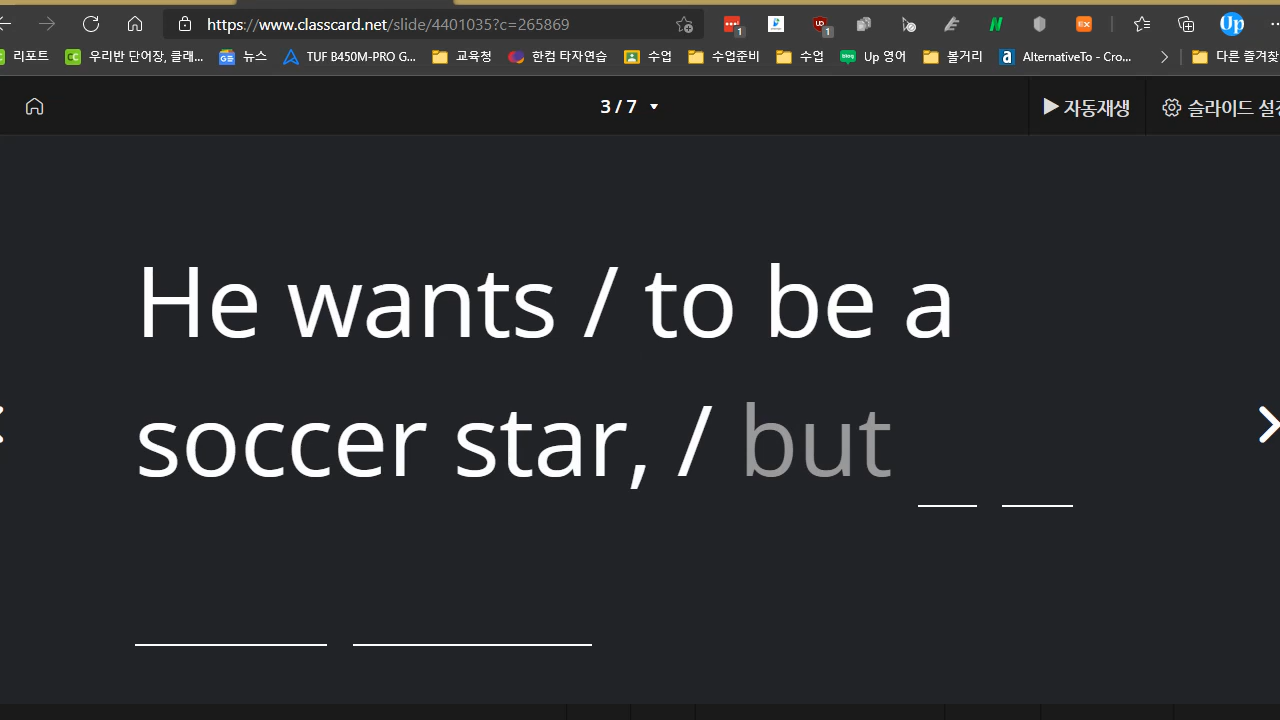 https://www.classcard.net/slide/4401035?c=265869
리포트 우리반 단어장, 클래... 뉴스 TUF B450M-PRO G... 교육청 한컴 타자연습 수업 수업준비 수업 Up 영어 볼거리 AlternativeTo - Cro... 다른 즐겨찾
3 / 7 자동재생 슬라이드 설정
He wants / to be a
soccer star, / but